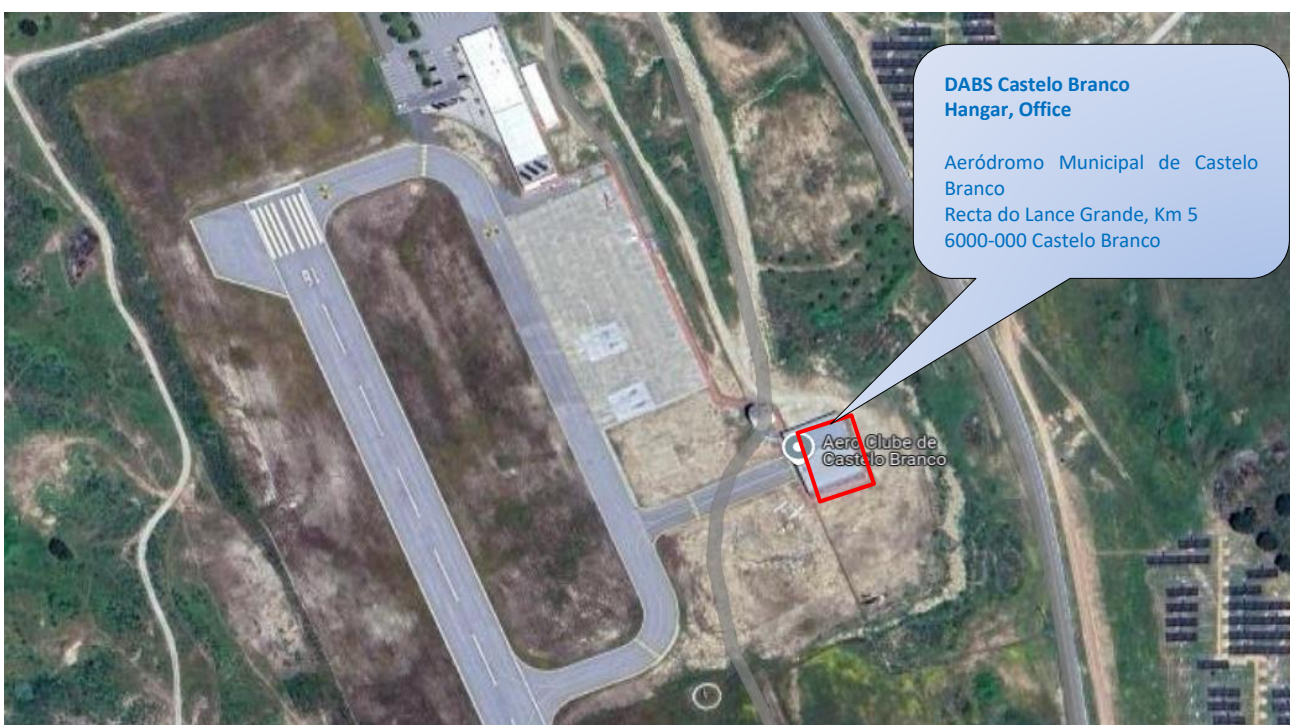 DABS Castelo Branco
Hangar, Office
Aeródromo Municipal de Castelo
Branco
Recta do Lance Grande, Km 5
6000-000 Castelo Branco
Aero Clube de
Castelo Branco